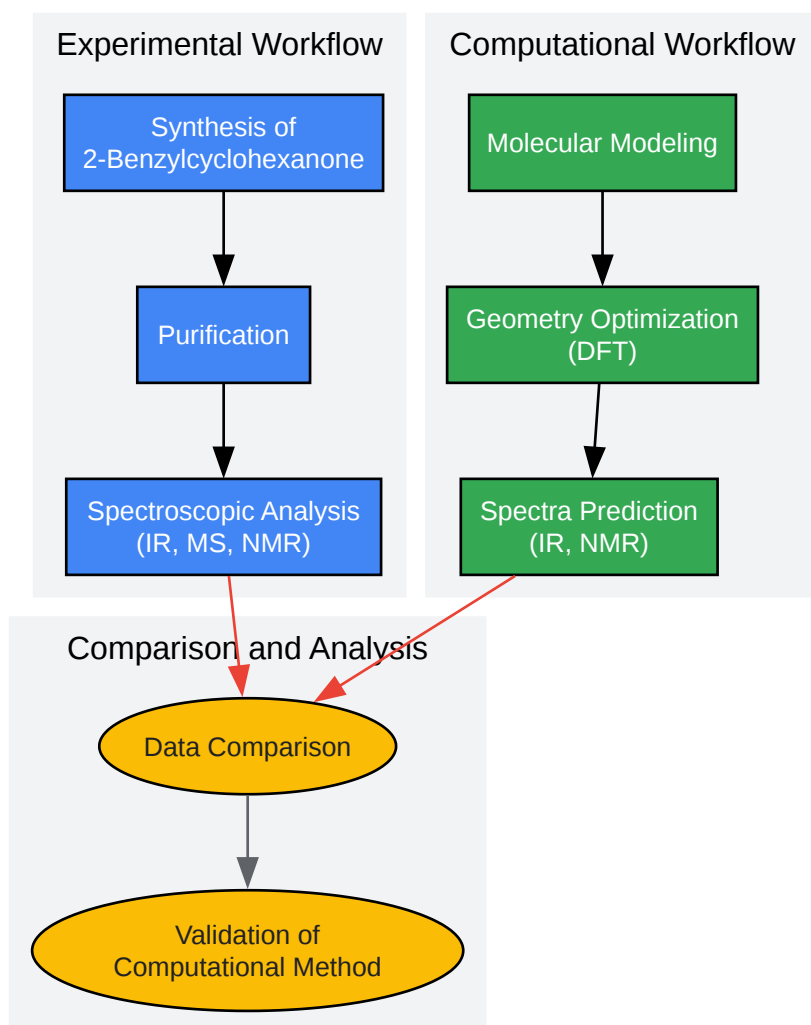 Experimental Workflow
Synthesis of
2-Benzylcyclohexanone
Purification
Spectroscopic Analysis
(IR, MS, NMR)
Computational Workflow
Molecular Modeling
Geometry Optimization
(DFT)
Spectra Prediction
(IR, NMR)
Comparison and Analysis
Data Comparison
Validation of
Computational Method